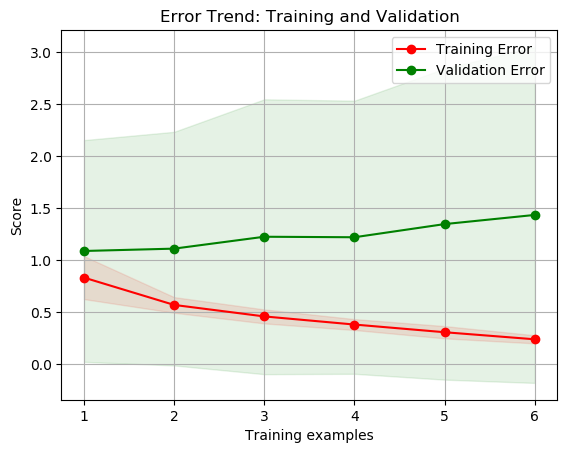 Error Trend: Training and Validation
Training Error
Validation Error
Score
3.0
2.5
2.0
1.5
1.0
0.5
0.0
1 2 3 4 5 6
Training examples